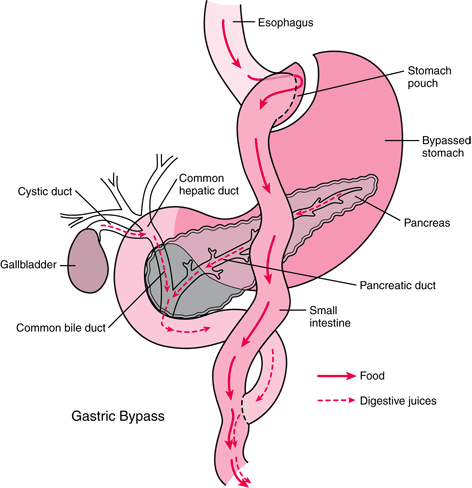 Esophagus
Stomach
pouch
Bypassed
stomach
Common
hepatic duct
Cystic duct
Pancreas
Gallbladder
Pancreatic duct
Common bile duct
Small
intestine
Food
Digestive juices
Gastric Bypass